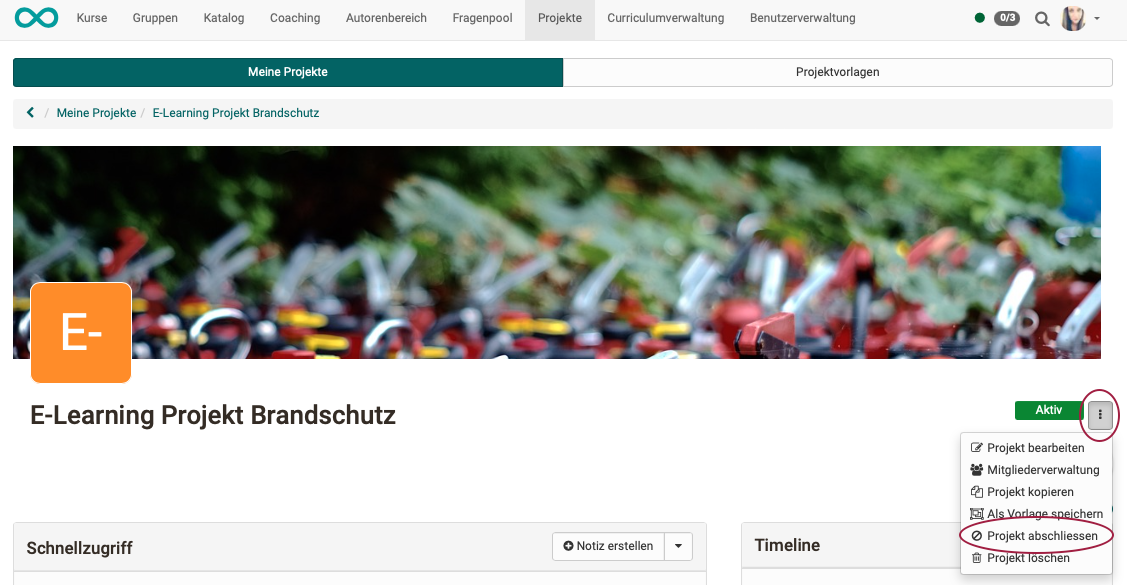 Kurse Gruppen Katalog Coaching Autorenbereich Fragenpool Projekte Curriculumverwaltung Benutzerverwaltung 0/3
Meine Projekte Projektvorlagen
/ Meine Projekte / E-Learning Projekt Brandschutz
E-
E-Learning Projekt Brandschutz
Aktiv
Projekt bearbeiten
Mitgliederverwaltung
Projekt kopieren
Als Vorlage speichern
Projekt abschliessen
Projekt löschen
Schnellzugriff
Notiz erstellen
Timeline